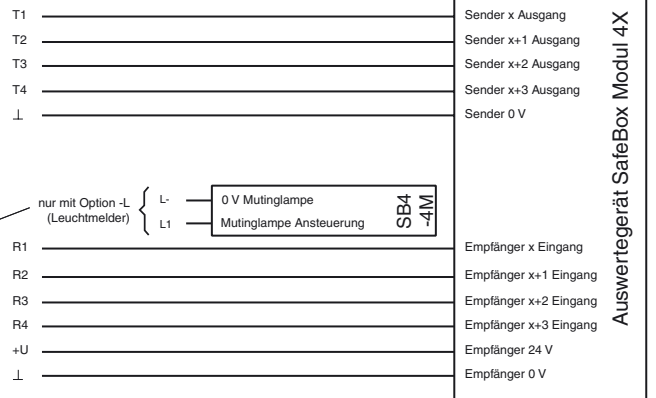 T1 Sender x Ausgang
T2 Sender x+1 Ausgang
T3 Sender x+2 Ausgang
T4 Sender x+3 Ausgang
⊥ Sender 0 V
nur mit Option -L
(Leuchtmelder)
L- 0 V Mutinglampe
L1 Mutinglampe Ansteuerung
SB4
-4M
R1 Empfänger x Eingang
R2 Empfänger x+1 Eingang
R3 Empfänger x+2 Eingang
R4 Empfänger x+3 Eingang
+U Empfänger 24 V
⊥ Empfänger 0 V
Auswertegerät SafeBox Modul 4X